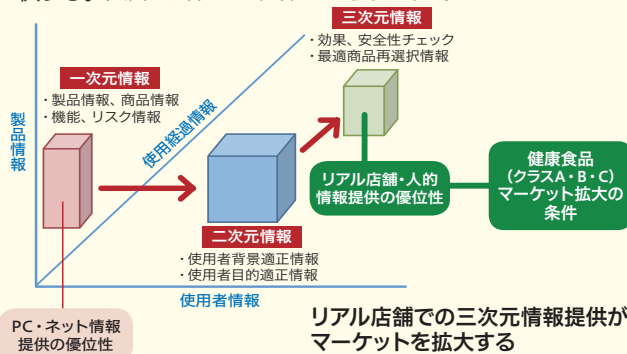 三次元情報
・効果、安全性チェック
・最適商品再選択情報
一次元情報
・製品情報、商品情報
・機能、リスク情報
製品情報
使用経過情報
リアル店舗・人的
情報提供の優位性
健康食品
（クラスA・B・C）
マーケット拡大の
条件
二次元情報
・使用者背景適正情報
・使用者目的適正情報
使用者情報
PC・ネット情報
提供の優位性
リアル店舗での三次元情報提供が
マーケットを拡大する